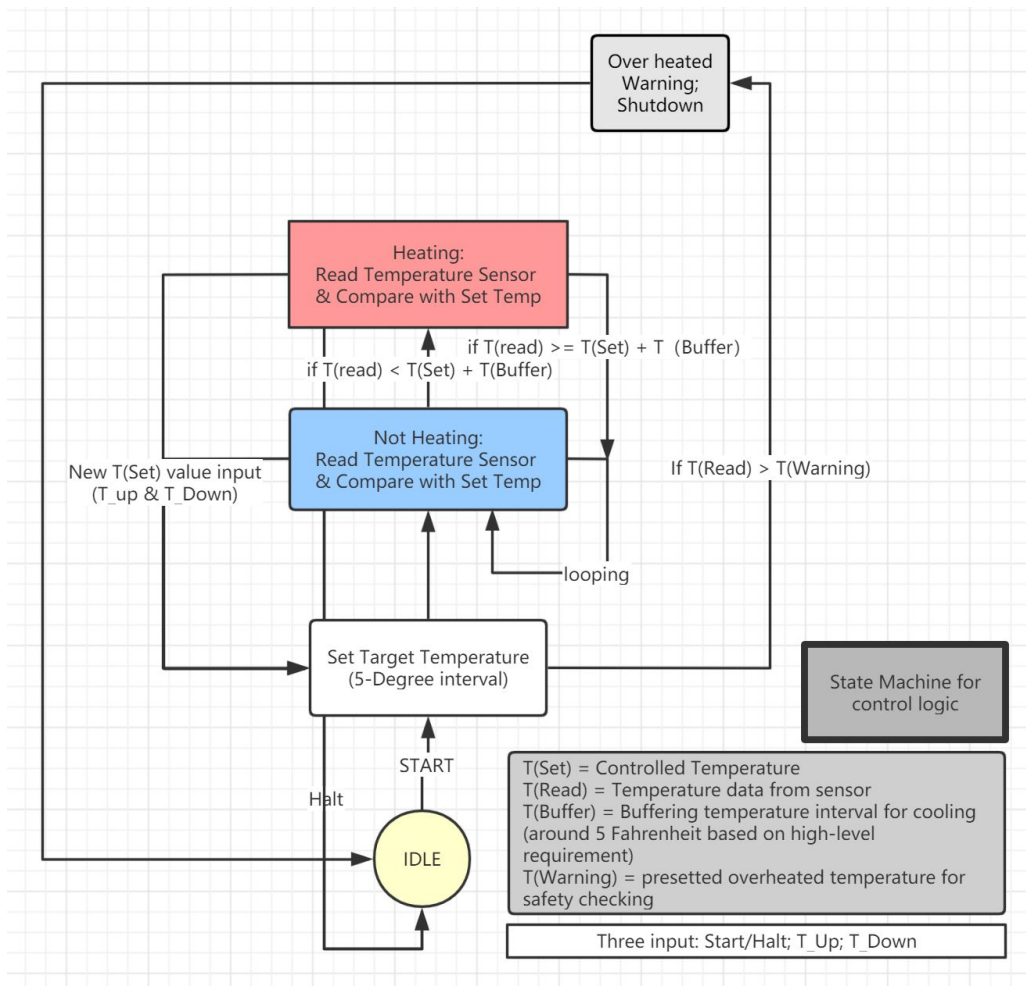 Over heated
Warning;
Shutdown
Heating:
Read Temperature Sensor
& Compare with Set Temp
if T(read) >= T(Set) + T (Buffer)
if T(read) < T(Set) + T(Buffer)
Not Heating:
Read Temperature Sensor
& Compare with Set Temp
New T(Set) value input
(T_up & T_Down)
If T(Read) > T(Warning)
looping
Set Target Temperature
(5-Degree interval)
State Machine for
control logic
START
Halt
IDLE
T(Set) = Controlled Temperature
T(Read) = Temperature data from sensor
T(Buffer) = Buffering temperature interval for cooling
(around 5 Fahrenheit based on high-level
requirement)
T(Warning) = presetted overheated temperature for
safety checking
Three input: Start/Halt; T_Up; T_Down